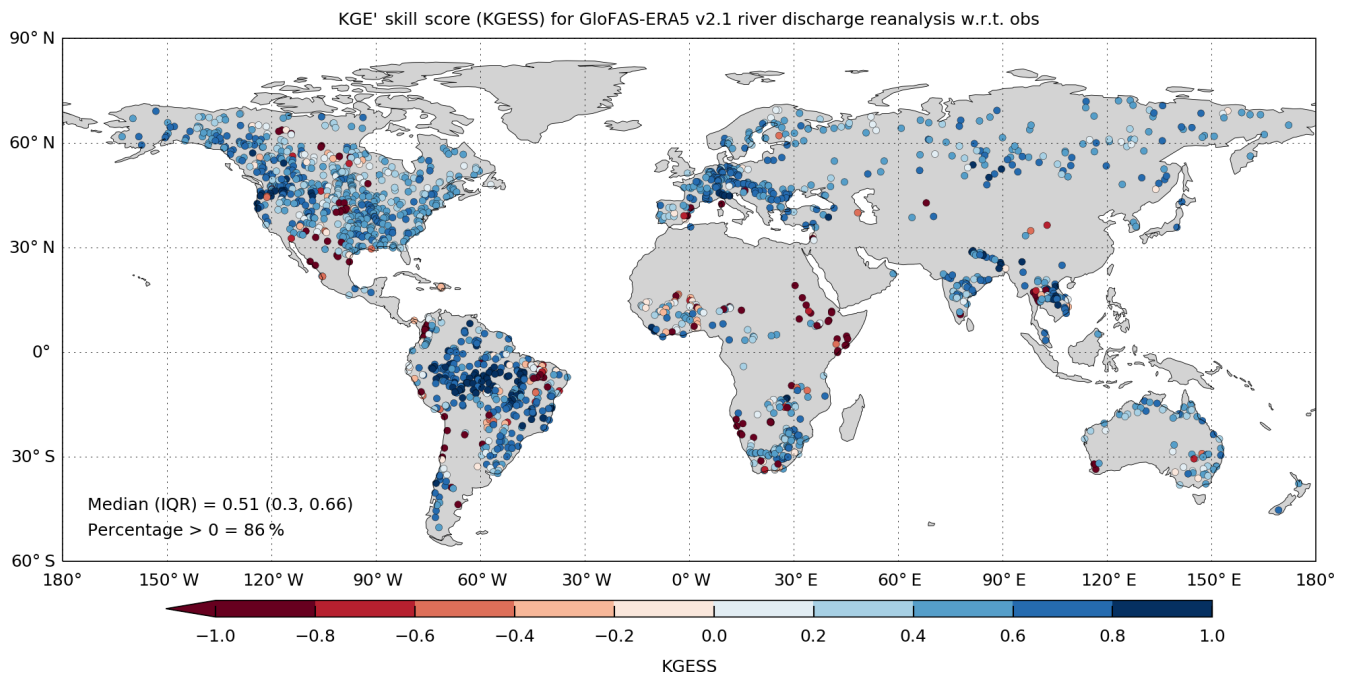 KGE' skill score (KGESS) for GloFAS-ERA5 v2.1 river discharge reanalysis w.r.t. obs
90° N
60° N
30° N
0°
30° S
60° S
Median (IQR) = 0.51 (0.3, 0.66)
Percentage > 0 = 86 %
180° 150° W 120° W 90° W 60° W 30° W 0° W 30° E 60° E 90° E 120° E 150° E 180°
−1.0 −0.8 −0.6 −0.4 −0.2 0.0 0.2 0.4 0.6 0.8 1.0
KGESS